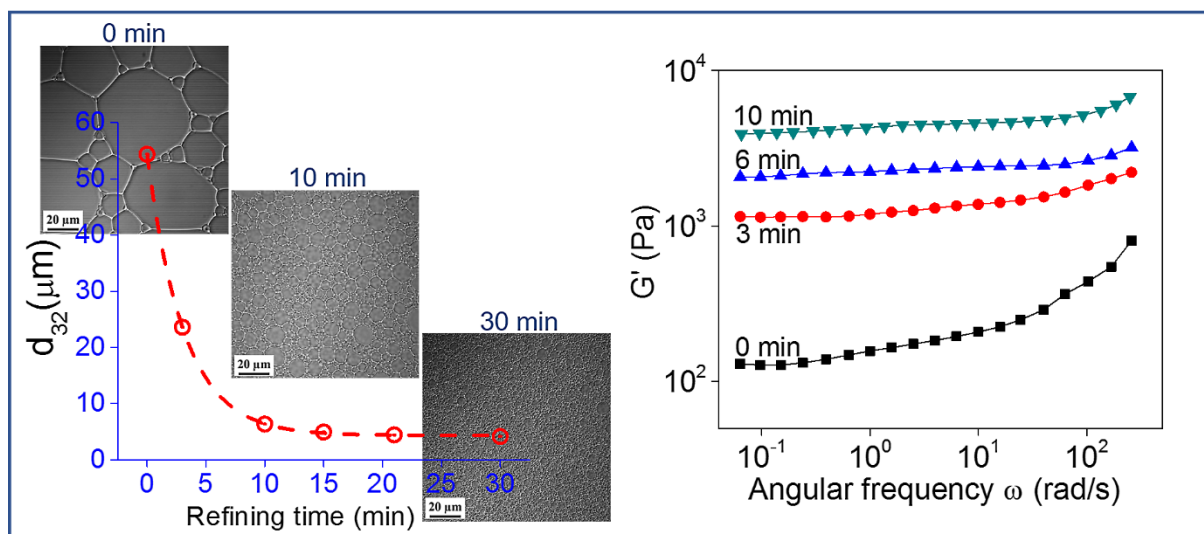 0 min
20 µm
10 min
20 µm
30 min
20 µm
d32(µm)
60
50
40
30
20
10
0
0 5 10 15 20 25 30
Refining time (min)
G' (Pa)
10^4
10^3
10^2
10 min
6 min
3 min
0 min
10^-1 10^0 10^1 10^2
Angular frequency ω (rad/s)